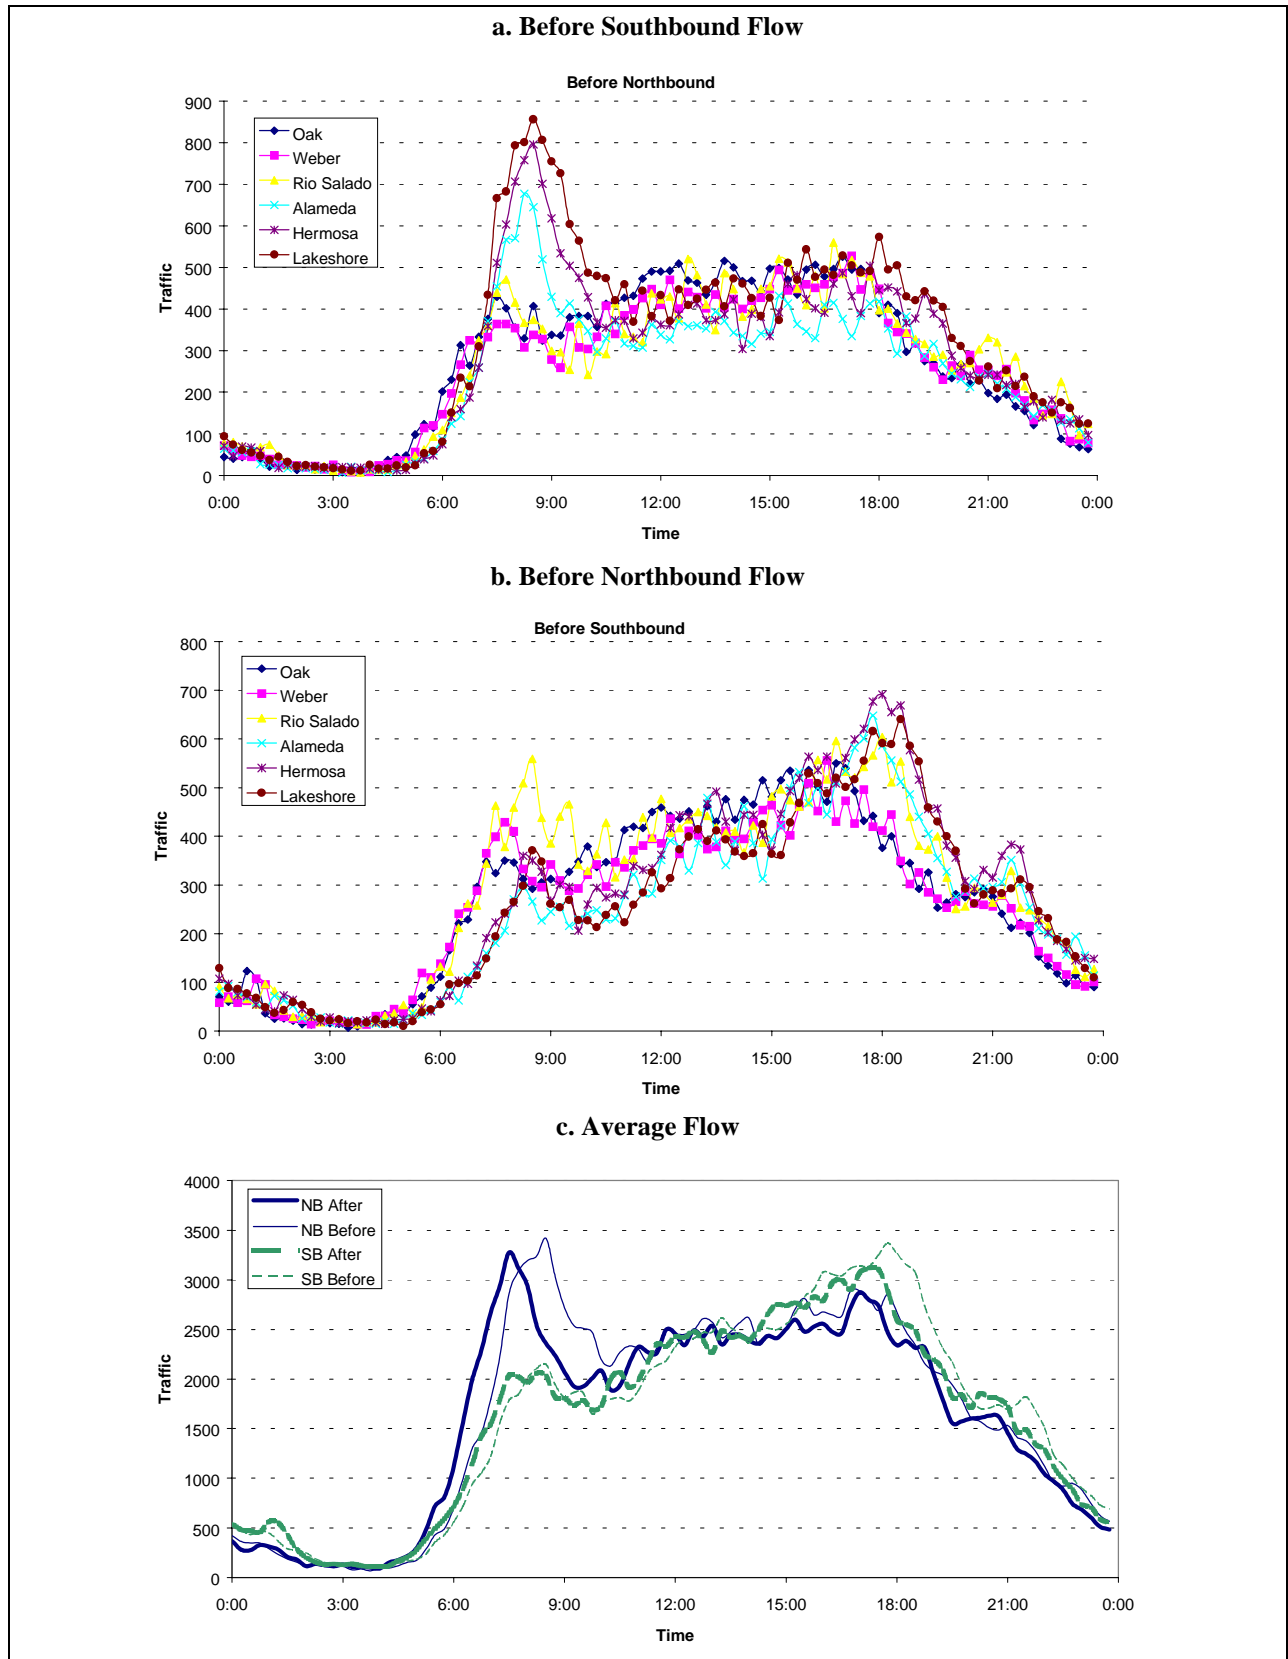 a. Before Southbound Flow
Before Northbound
900
800
700
600
500
400
300
200
100
0
Traffic
Oak
Weber
Rio Salado
Alameda
Hermosa
Lakeshore
0:00 3:00 6:00 9:00 12:00 15:00 18:00 21:00 0:00
Time
b. Before Northbound Flow
Before Southbound
800
700
600
500
400
300
200
100
0
Traffic
Oak
Weber
Rio Salado
Alameda
Hermosa
Lakeshore
0:00 3:00 6:00 9:00 12:00 15:00 18:00 21:00 0:00
Time
c. Average Flow
4000
3500
3000
2500
2000
1500
1000
500
0
Traffic
NB After
NB Before
SB After
SB Before
0:00 3:00 6:00 9:00 12:00 15:00 18:00 21:00 0:00
Time